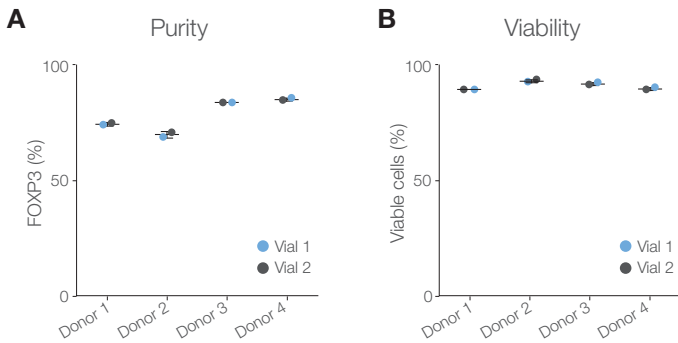 A
Purity
FOXP3 (%)
100
50
0
Vial 1
Vial 2
Donor 1
Donor 2
Donor 3
Donor 4
B
Viability
Viable cells (%)
100
50
0
Vial 1
Vial 2
Donor 1
Donor 2
Donor 3
Donor 4